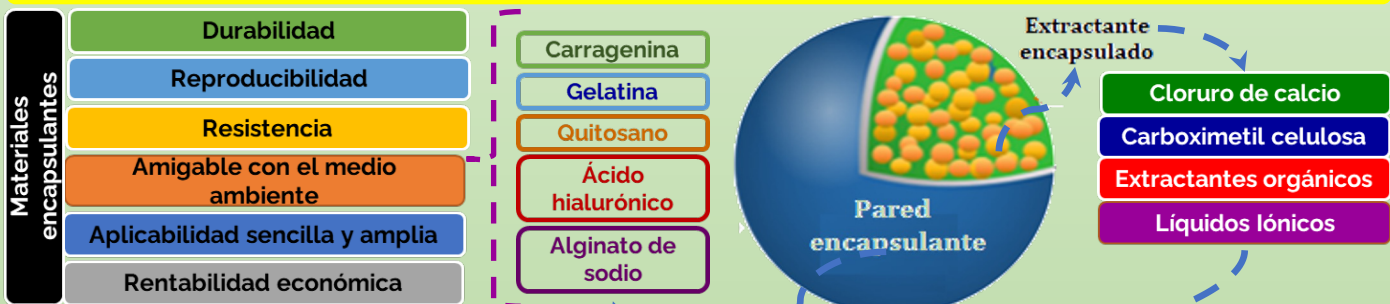 Materiales
encapsulantes
Durabilidad
Reproducibilidad
Resistencia
Amigable con el medio
ambiente
Aplicabilidad sencilla y amplia
Rentabilidad económica
Carragenina
Gelatina
Quitosano
Ácido
hialurónico
Alginato de
sodio
Pared
encapsulante
Extractante
encapsulado
Cloruro de calcio
Carboximetil celulosa
Extractantes orgánicos
Líquidos Iónicos